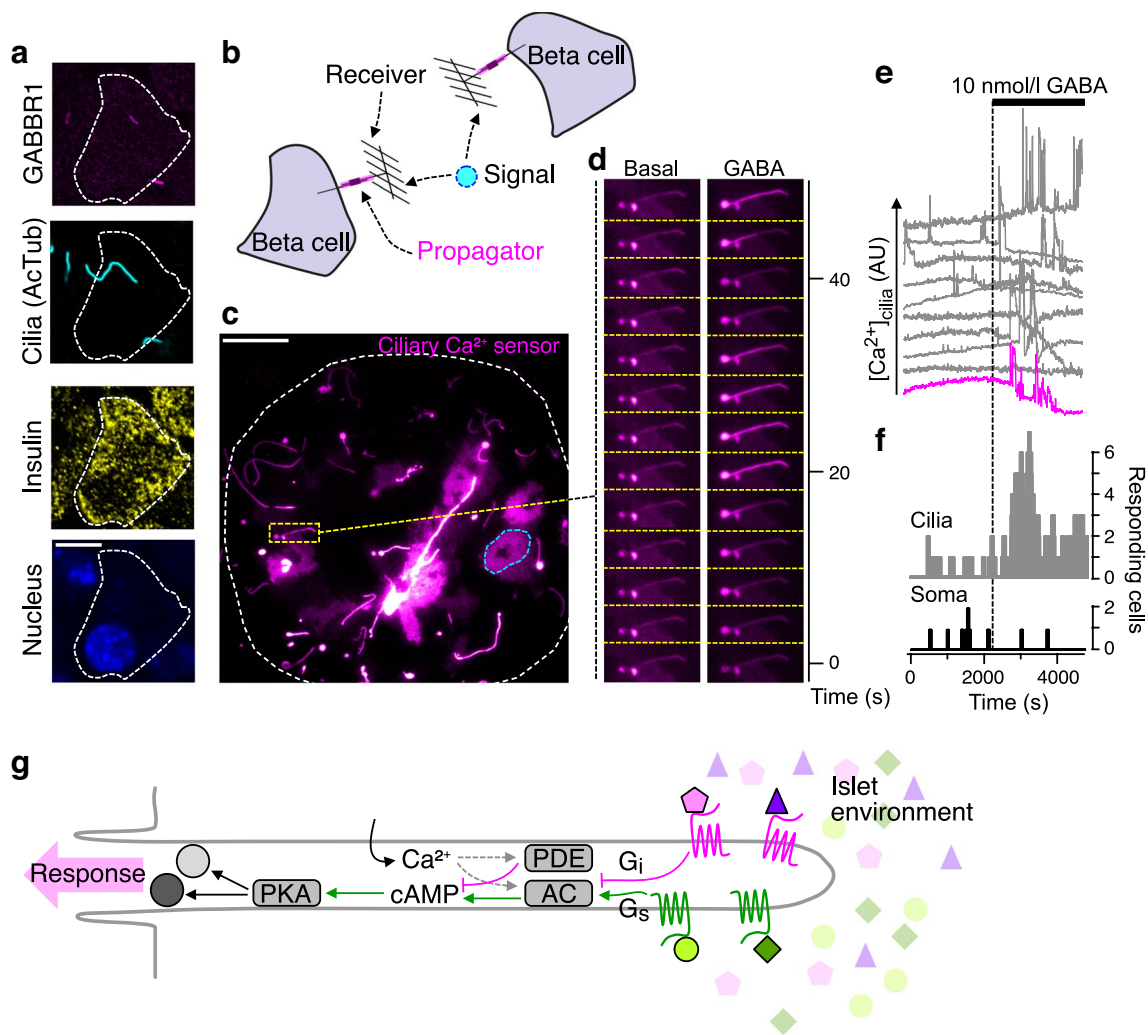 a
GABBR1
Cilia (AcTub)
Insulin
Nucleus
b
Receiver
Beta cell
Signal
Beta cell
Propagator
c
Ciliary Ca²⁺ sensor
d
Basal
GABA
40
20
0
Time (s)
e
10 nmol/l GABA
[Ca²⁺]cilia (AU)
f
Cilia
6
4
2
0
Soma
2
0
Responding cells
0
2000
4000
Time (s)
g
Islet
environment
Response
Ca²⁺
PDE
Gi
PKA
cAMP
AC
Gs